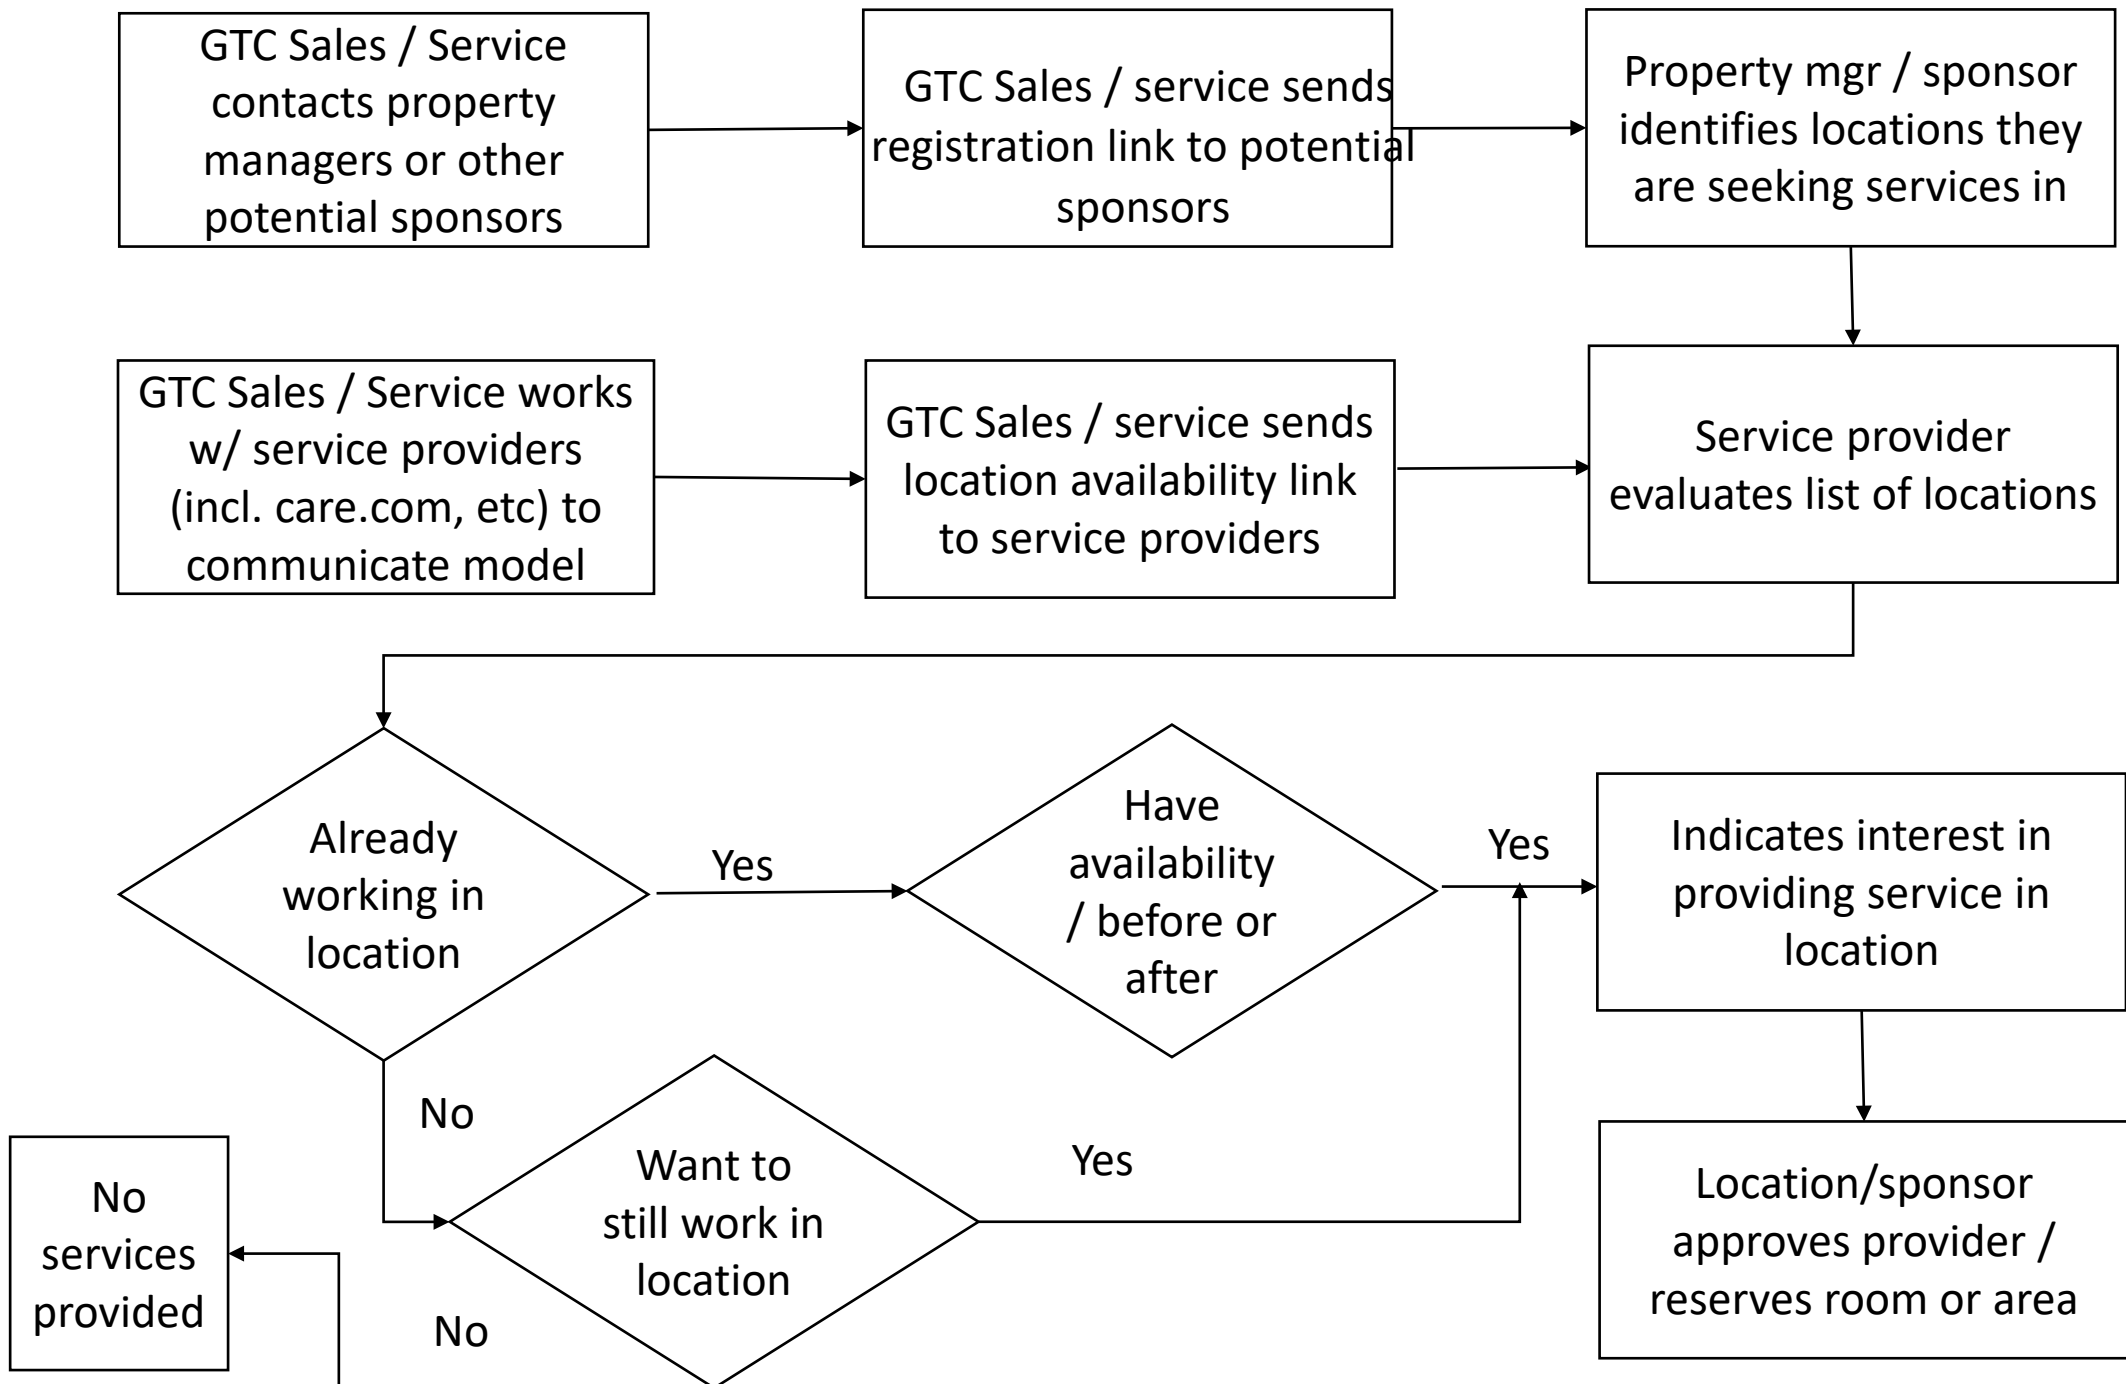 GTC Sales / Service
contacts property
managers or other
potential sponsors
GTC Sales / service sends
registration link to potential
sponsors
Property mgr / sponsor
identifies locations they
are seeking services in
GTC Sales / Service works
w/ service providers
(incl. care.com, etc) to
communicate model
GTC Sales / service sends
location availability link
to service providers
Service provider
evaluates list of locations
Already
working in
location
Yes
Have
availability
/ before or
after
Yes
Indicates interest in
providing service in
location
No
Want to
still work in
location
Yes
Location/sponsor
approves provider /
reserves room or area
No
services
provided
No